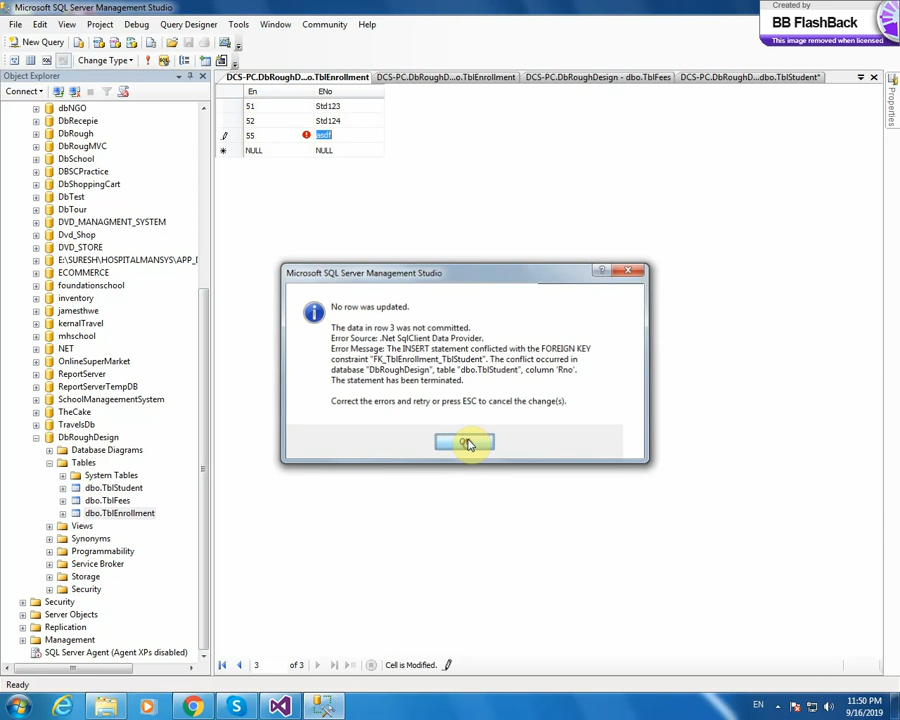 Microsoft SQL Server Management Studio
Created by
BB FlashBack
This image removed when licensed
File Edit View Project Debug Query Designer Tools Window Community Help
New Query
Change Type
Object Explorer
Connect
DCS-PC.DbRoughD...o.TblEnrollment
DCS-PC.DbRoughD...o.TblEnrollment
DCS-PC.DbRoughDesign - dbo.TblFees
DCS-PC.DbRoughD...dbo.TblStudent*
Properties
En ENo
51 Std123
52 Std124
55 asdf
NULL NULL
dbNGO
DbRecepie
DbRough
DbRougMVC
DbSchool
DBSCPractice
DbShoppingCart
DbTest
DbTour
DVD_MANAGMENT_SYSTEM
Dvd_Shop
DVD_STORE
E:\SURESH\HOSPITALMANSYS\APP_D
ECOMMERCE
foundationschool
inventory
jamesthwe
kernalTravel
mhschool
NET
OnlineSuperMarket
ReportServer
ReportServerTempDB
SchoolManagementSystem
TheCake
TravelsDb
DbRoughDesign
Database Diagrams
Tables
System Tables
dbo.TblStudent
dbo.TblFees
dbo.TblEnrollment
Views
Synonyms
Programmability
Service Broker
Storage
Security
Security
Server Objects
Replication
Management
SQL Server Agent (Agent XPs disabled)
Microsoft SQL Server Management Studio
No row was updated.
The data in row 3 was not committed.
Error Source: .Net SqlClient Data Provider.
Error Message: The INSERT statement conflicted with the FOREIGN KEY
constraint "FK_TblEnrollment_TblStudent". The conflict occurred in
database "DbRoughDesign", table "dbo.TblStudent", column 'Rno'.
The statement has been terminated.
Correct the errors and retry or press ESC to cancel the change(s).
OK
3 of 3 Cell is Modified.
Ready
EN
11:50 PM
9/16/2019